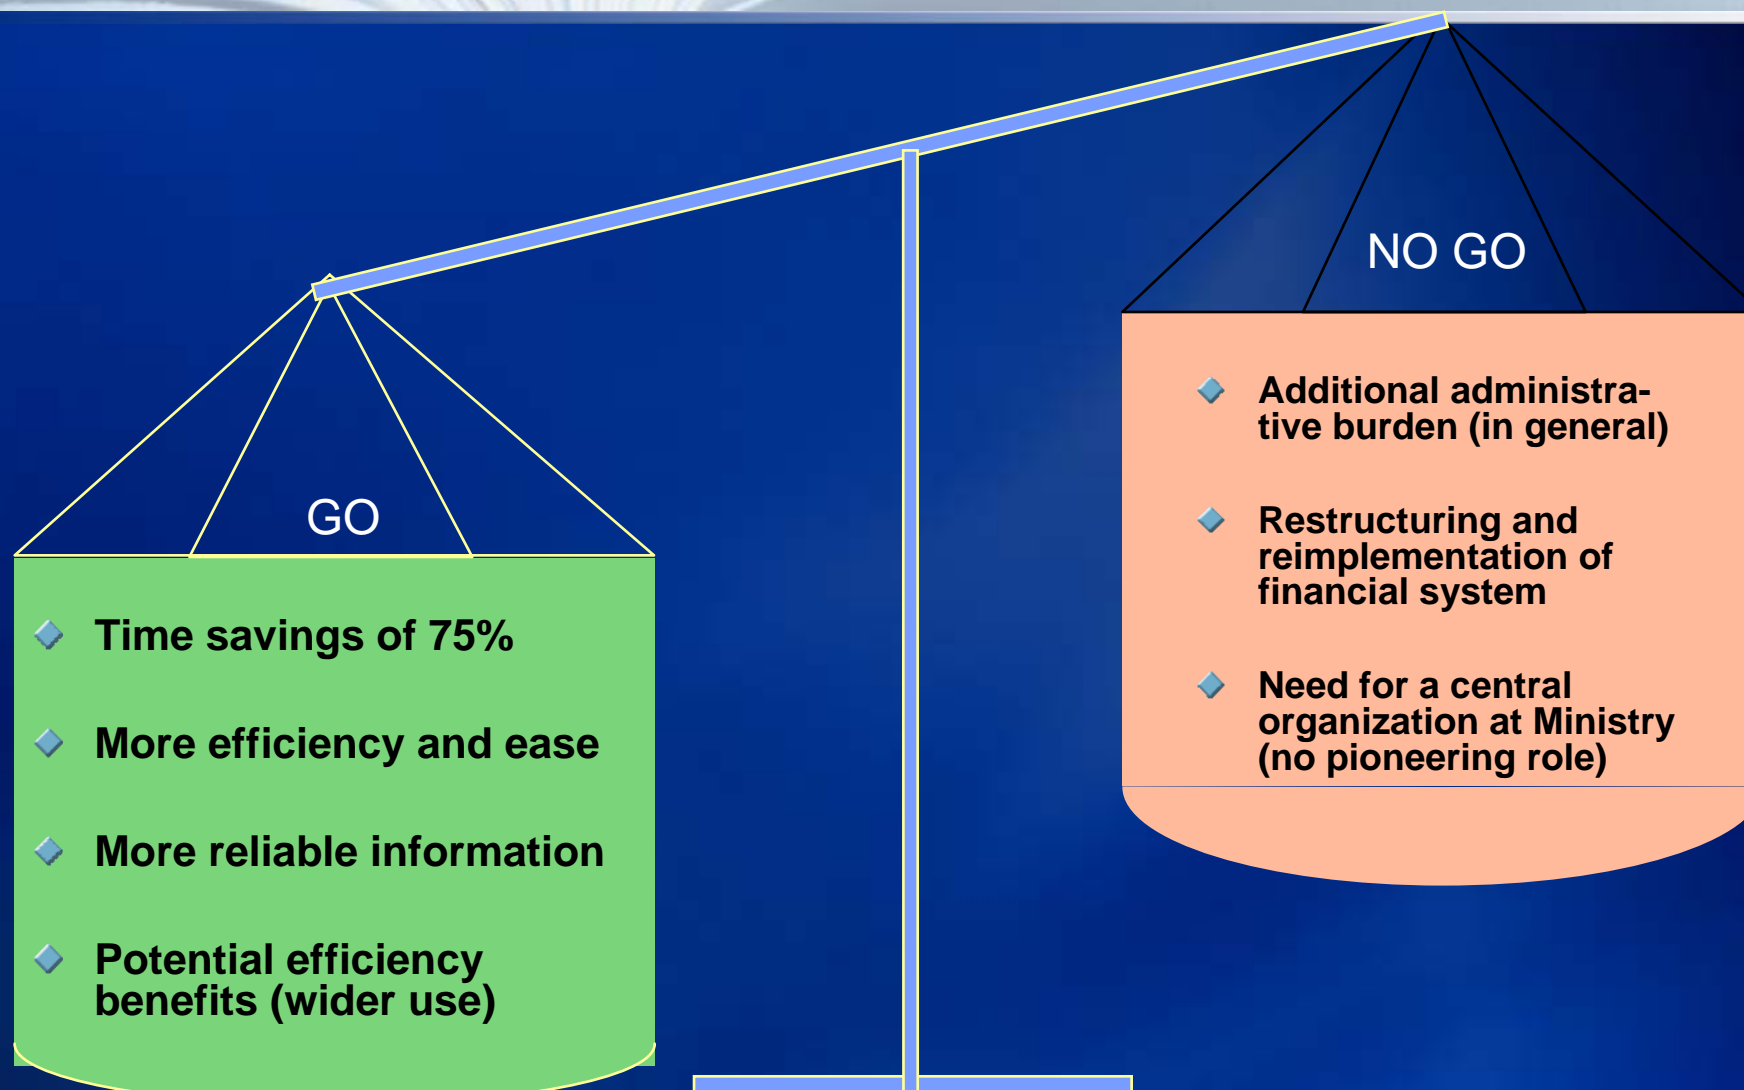 GO
Time savings of 75%
More efficiency and ease
More reliable information
Potential efficiency
benefits (wider use)
NO GO
Additional administra-
tive burden (in general)
Restructuring and
reimplementation of
financial system
Need for a central
organization at Ministry
(no pioneering role)